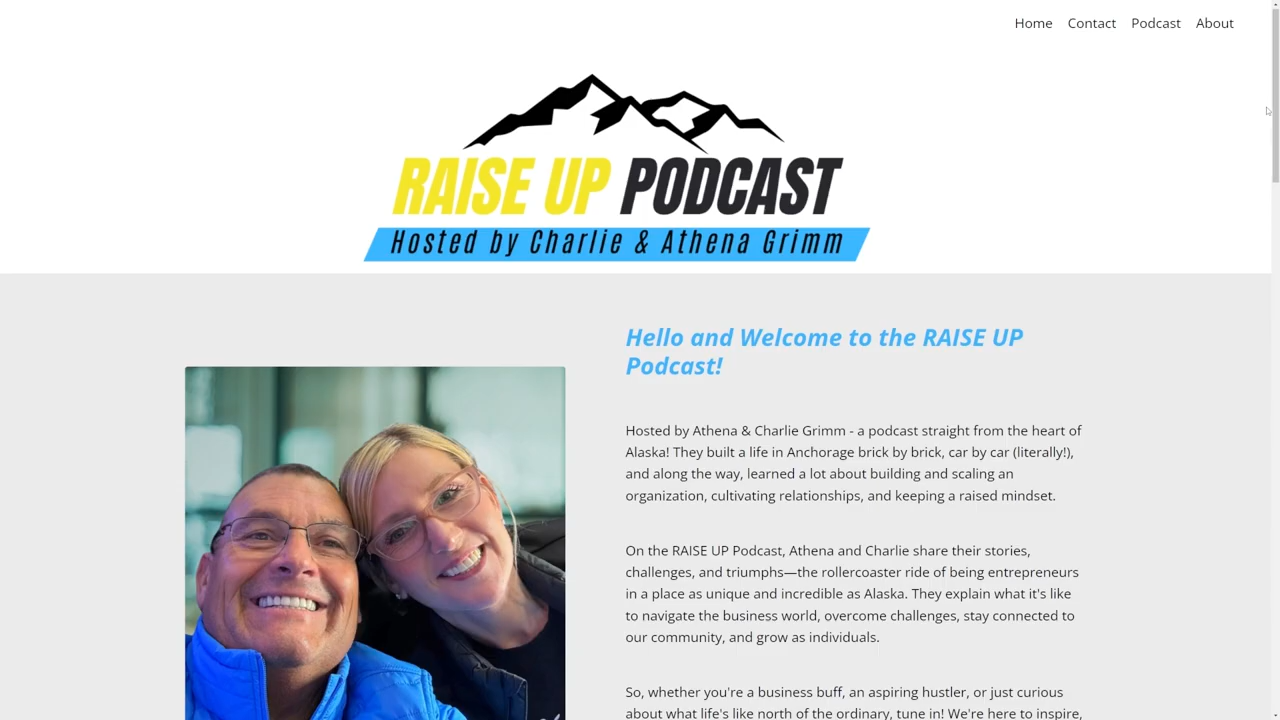 Home Contact Podcast About
RAISE UP PODCAST
Hosted by Charlie & Athena Grimm
Hello and Welcome to the RAISE UP
Podcast!
Hosted by Athena & Charlie Grimm - a podcast straight from the heart of
Alaska! They built a life in Anchorage brick by brick, car by car (literally!),
and along the way, learned a lot about building and scaling an
organization, cultivating relationships, and keeping a raised mindset.
On the RAISE UP Podcast, Athena and Charlie share their stories,
challenges, and triumphs—the rollercoaster ride of being entrepreneurs
in a place as unique and incredible as Alaska. They explain what it's like
to navigate the business world, overcome challenges, stay connected to
our community, and grow as individuals.
So, whether you're a business buff, an aspiring hustler, or just curious
about what life's like north of the ordinary, tune in! We're here to inspire,